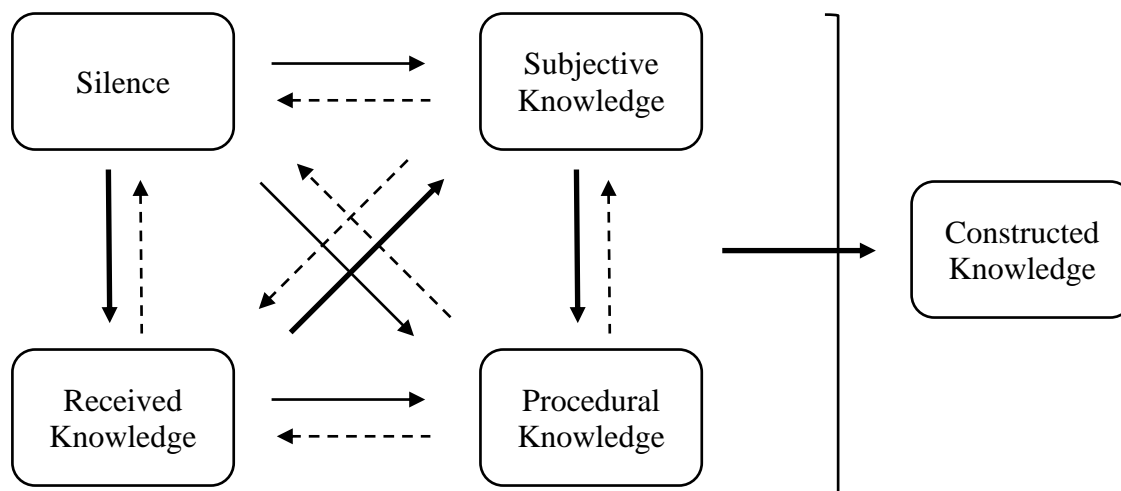 Silence
Subjective
Knowledge
Constructed
Knowledge
Received
Knowledge
Procedural
Knowledge